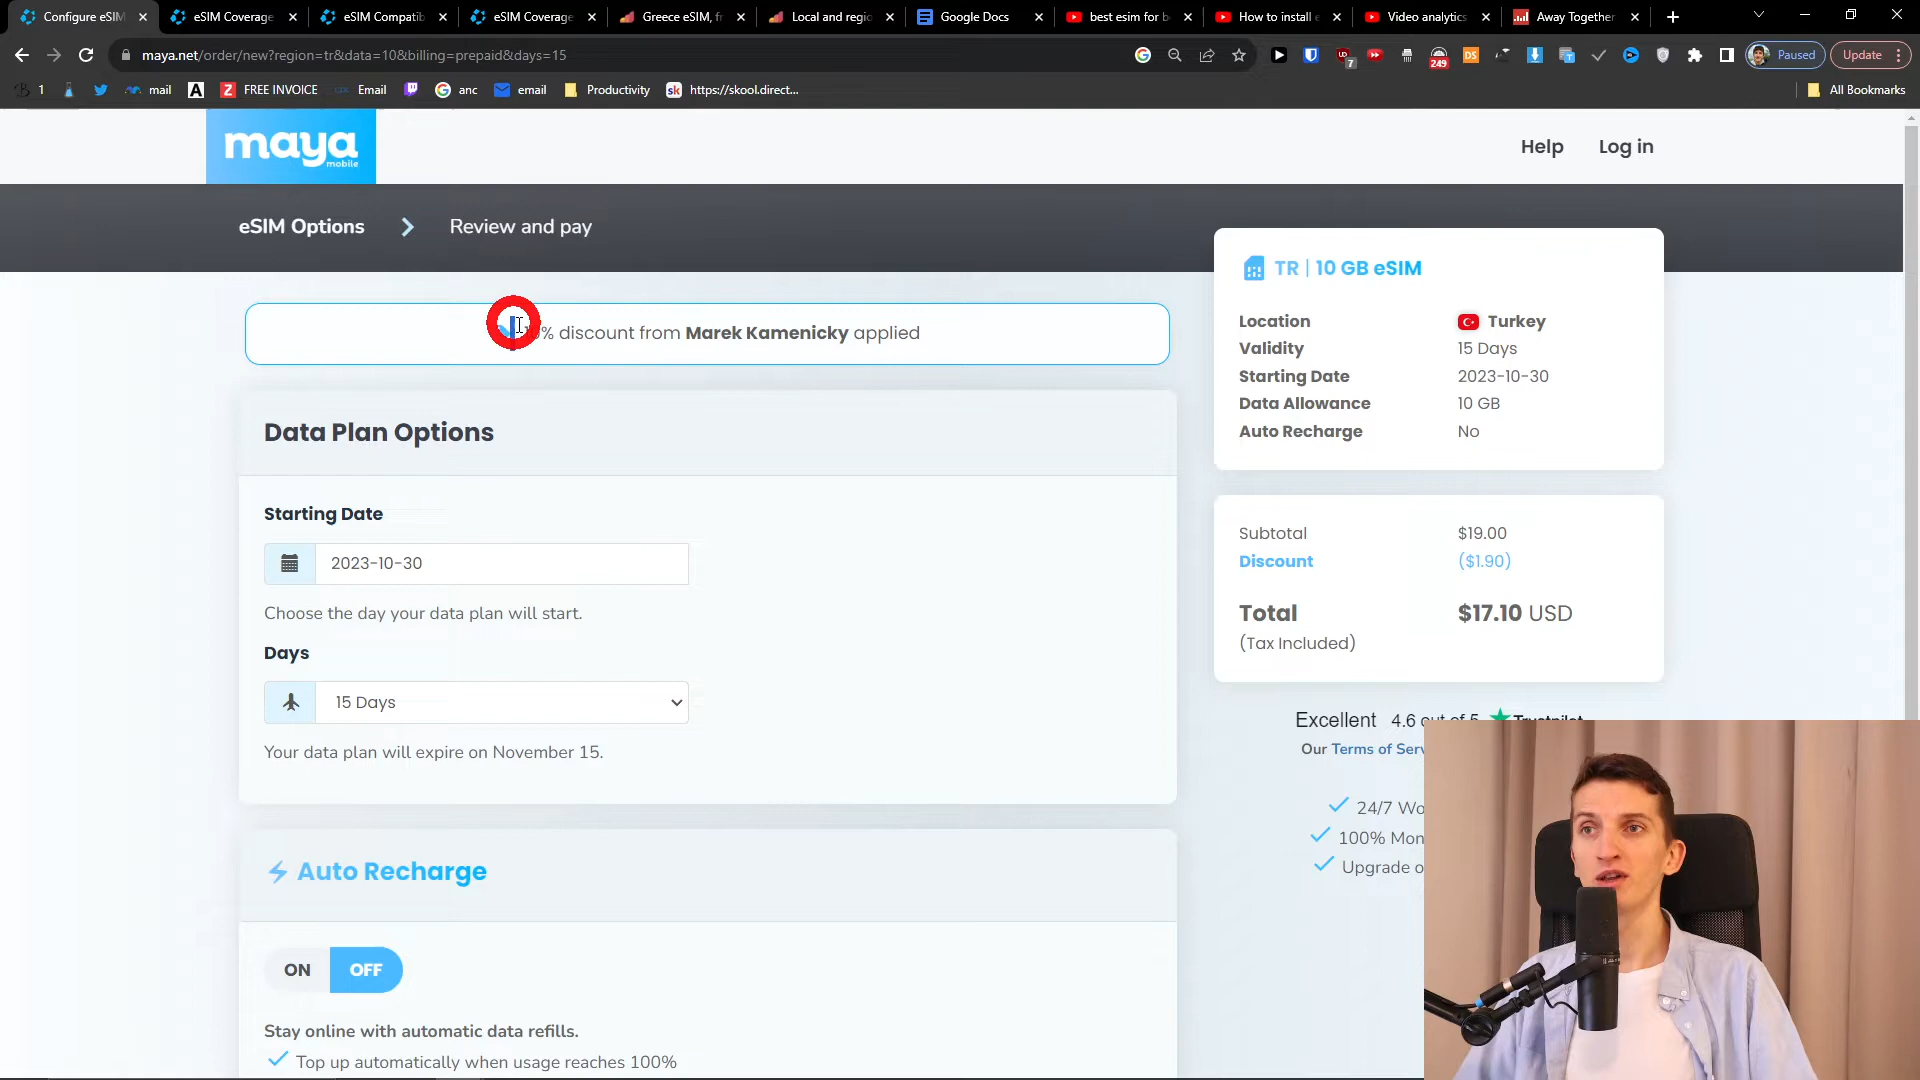 Configure eSIM
eSIM Coverage
eSIM Compatib
eSIM Coverage
Greece eSIM, fr
Local and regio
Google Docs
best esim for b
How to install e
Video analytics
Away Together
maya.net/order/new?region=tr&data=10&billing=prepaid&days=15
7
249
DS
Paused
Update
1
mail
A
Z FREE INVOICE
Email
anc
email
Productivity
sk https://skool.direct...
All Bookmarks
maya
mobile
Help
Log in
eSIM Options
Review and pay
% discount from Marek Kamenicky applied
TR | 10 GB eSIM
Location Turkey
Validity 15 Days
Starting Date 2023-10-30
Data Allowance 10 GB
Auto Recharge No
Data Plan Options
Starting Date
2023-10-30
Choose the day your data plan will start.
Days
15 Days
Your data plan will expire on November 15.
Subtotal $19.00
Discount ($1.90)
Total $17.10 USD
(Tax Included)
Excellent 4.6 out of 5 Trustpilot
Our Terms of Serv
24/7 Wo
100% Mon
Upgrade o
Auto Recharge
ON OFF
Stay online with automatic data refills.
Top up automatically when usage reaches 100%